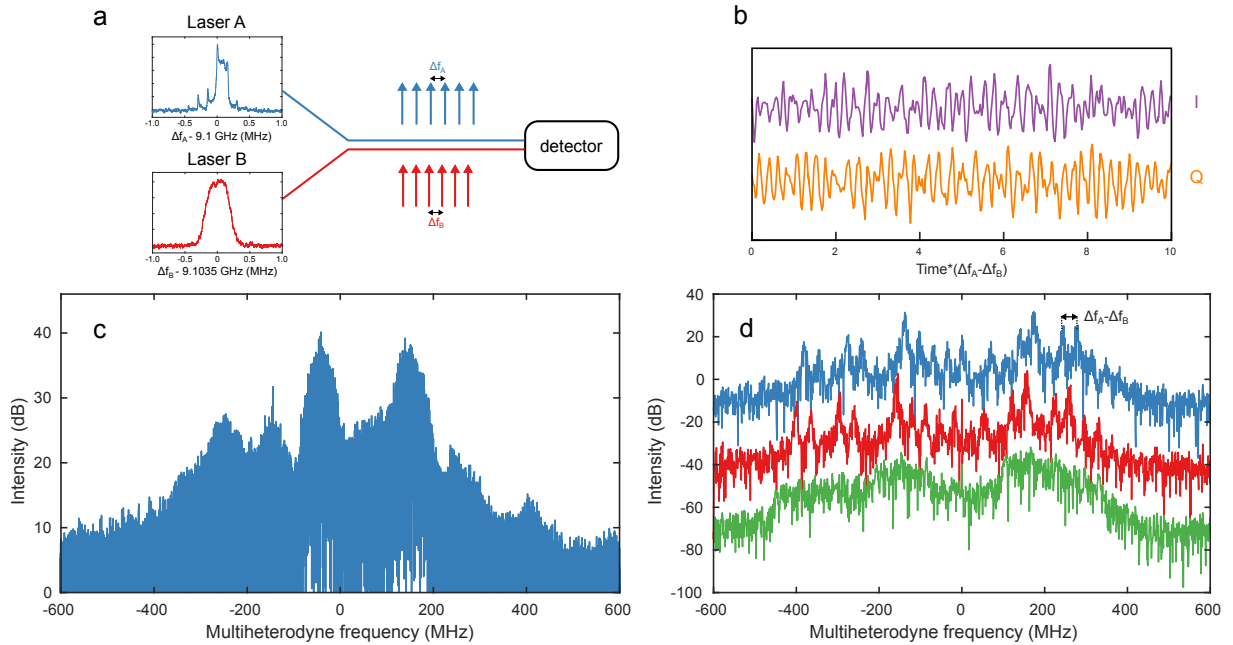 a
Laser A
-1.0 -0.5 0 0.5 1.0
Δf_A - 9.1 GHz (MHz)
Laser B
-1.0 -0.5 0 0.5 1.0
Δf_B - 9.1035 GHz (MHz)
Δf_A
Δf_B
detector
b
I
Q
0 2 4 6 8 10
Time*(Δf_A-Δf_B)
c
40
30
20
10
0
Intensity (dB)
-600 -400 -200 0 200 400 600
Multiheterodyne frequency (MHz)
d
Δf_A-Δf_B
40
20
0
-20
-40
-60
-80
-100
Intensity (dB)
-600 -400 -200 0 200 400 600
Multiheterodyne frequency (MHz)